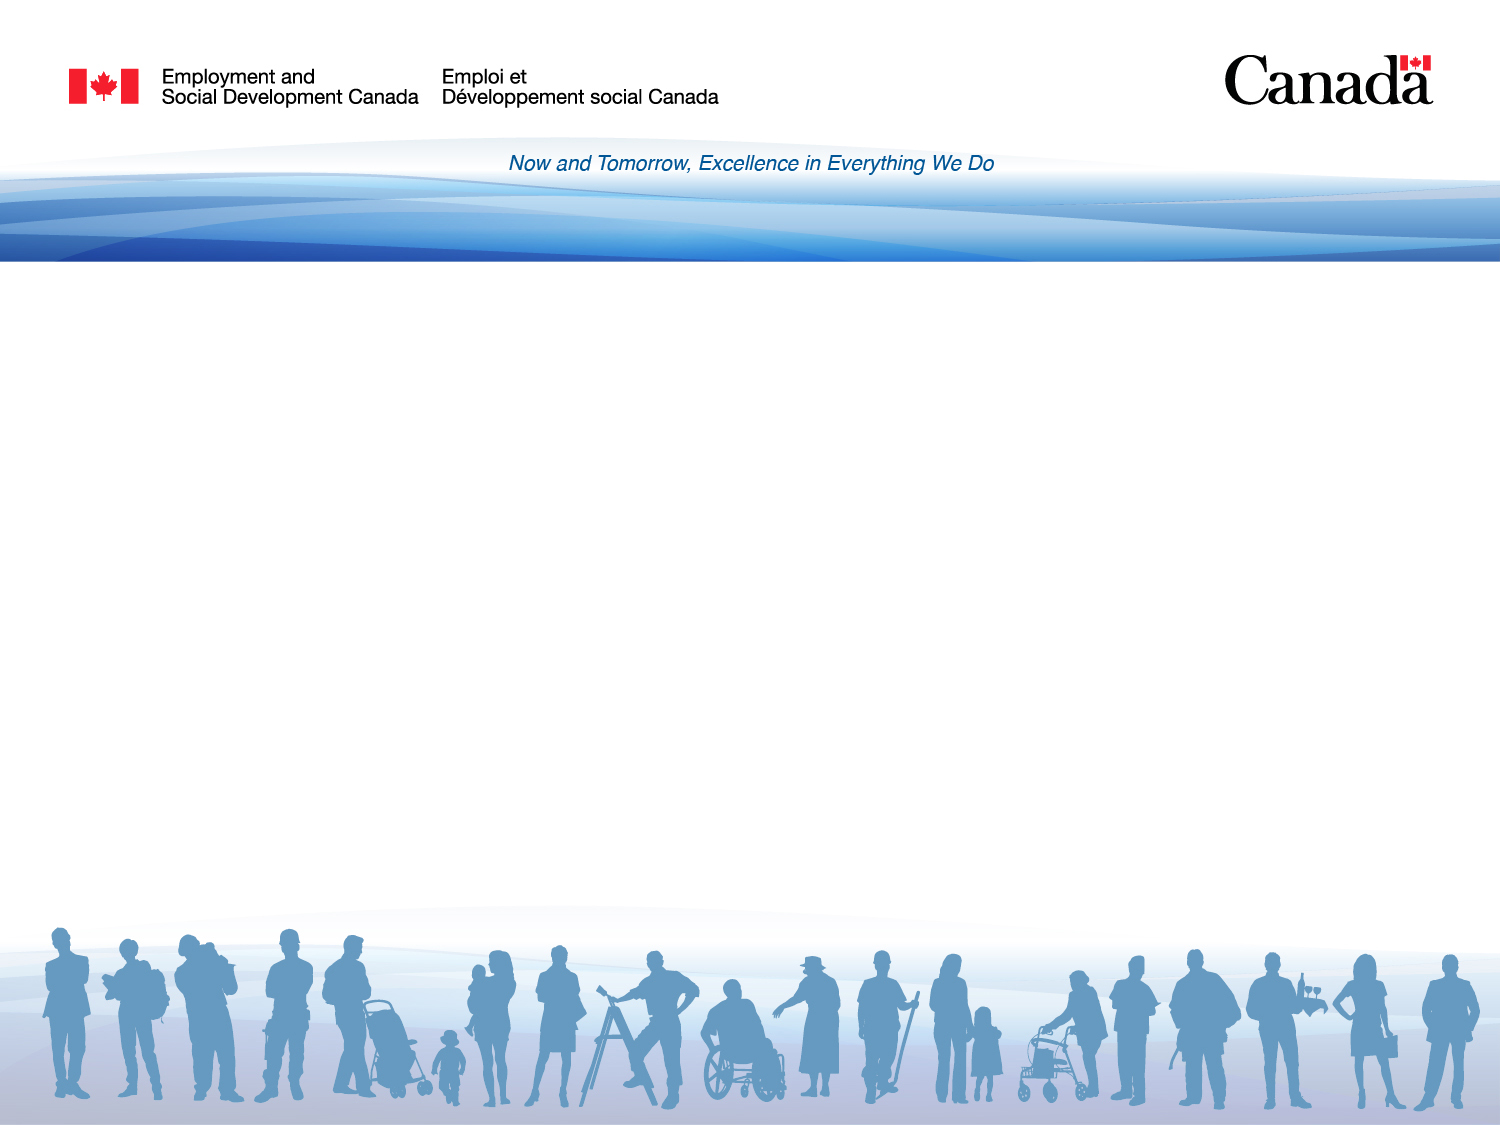 Employment and
Social Development Canada
Emploi et
Développement social Canada
Canada
Now and Tomorrow, Excellence in Everything We Do